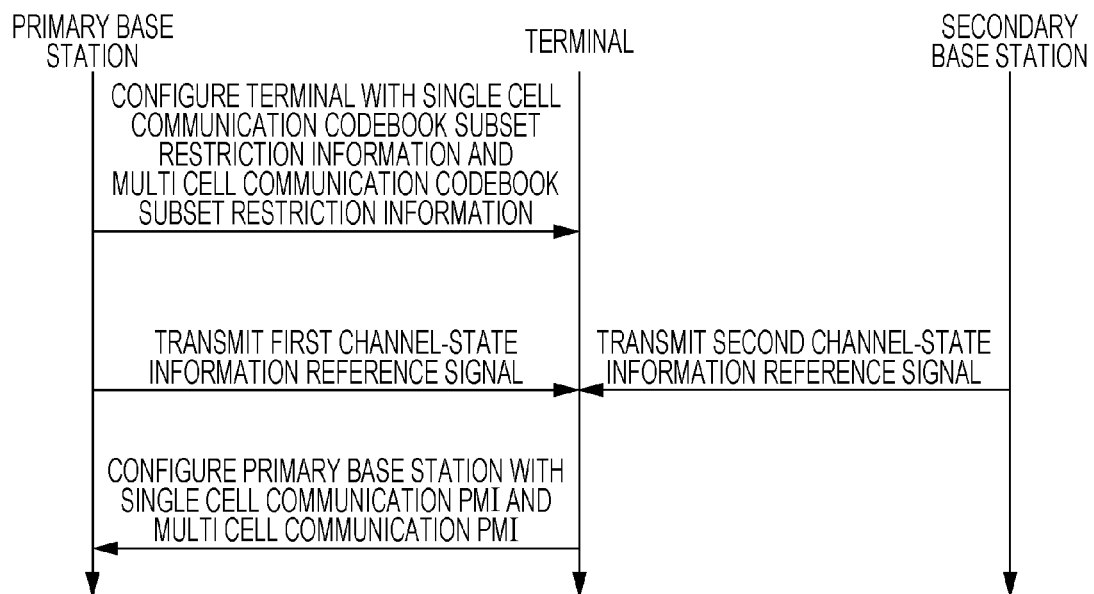 PRIMARY BASE
STATION
TERMINAL
SECONDARY
BASE STATION
CONFIGURE TERMINAL WITH SINGLE CELL
COMMUNICATION CODEBOOK SUBSET
RESTRICTION INFORMATION AND
MULTI CELL COMMUNICATION CODEBOOK
SUBSET RESTRICTION INFORMATION
TRANSMIT FIRST CHANNEL-STATE
INFORMATION REFERENCE SIGNAL
TRANSMIT SECOND CHANNEL-STATE
INFORMATION REFERENCE SIGNAL
CONFIGURE PRIMARY BASE STATION WITH
SINGLE CELL COMMUNICATION PMI AND
MULTI CELL COMMUNICATION PMI